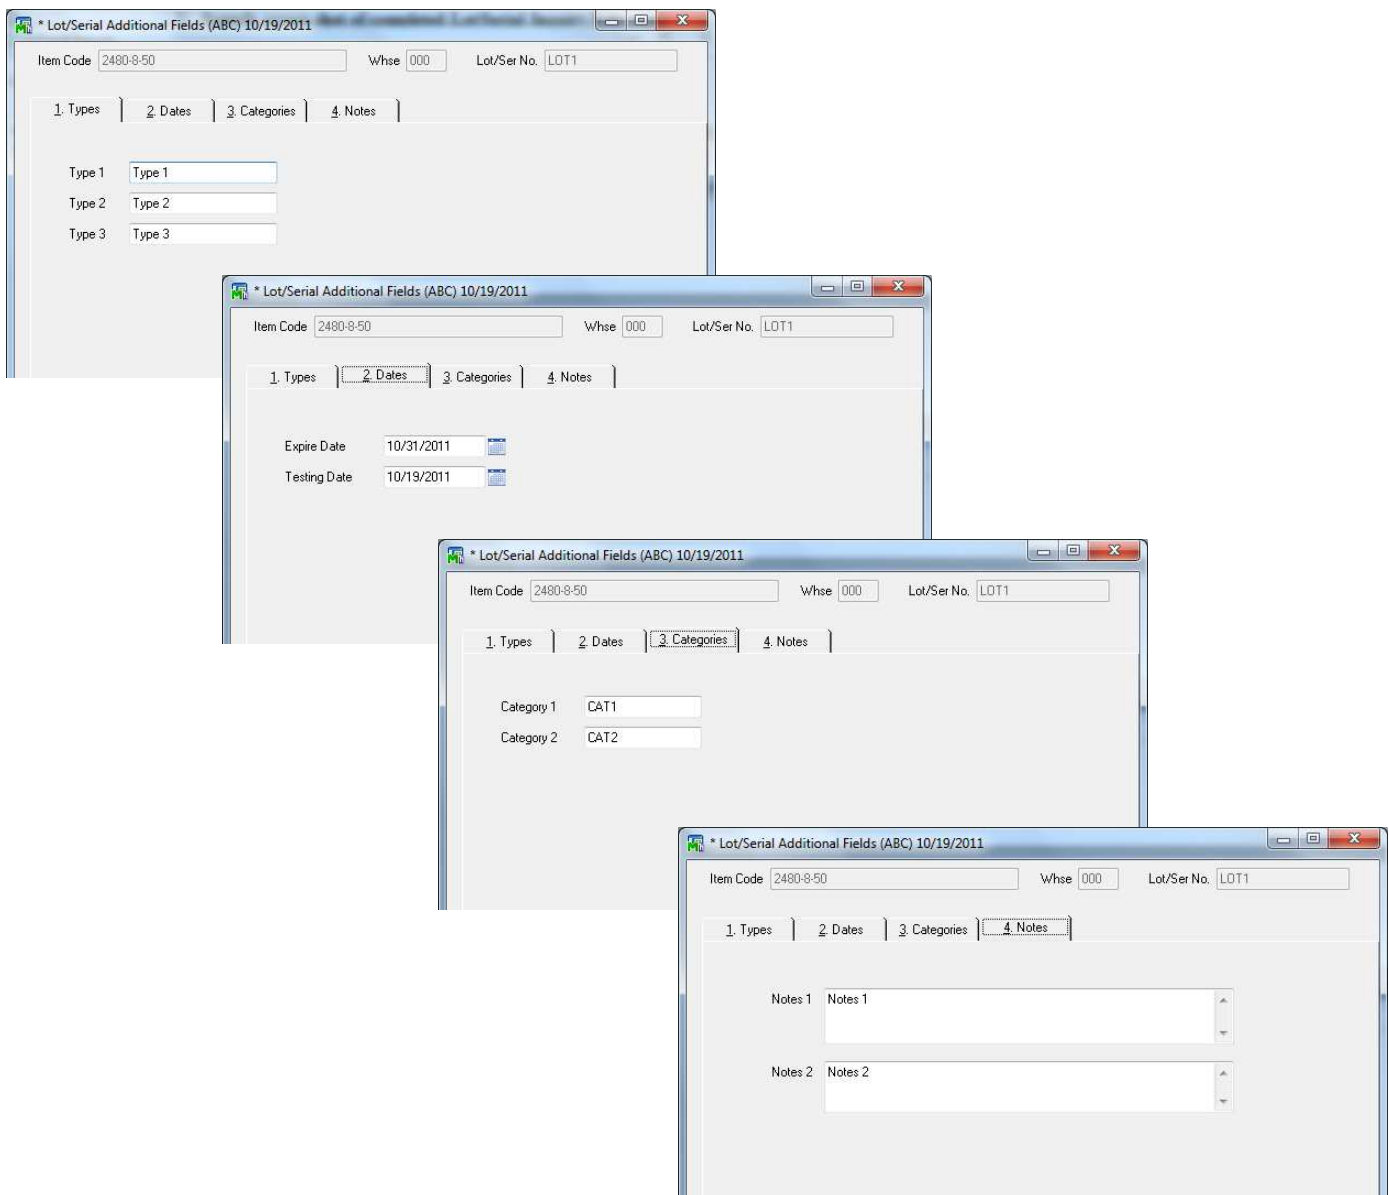 * Lot/Serial Additional Fields (ABC) 10/19/2011
Item Code 2480-8-50 Whse 000 Lot/Ser No. LOT1
1. Types 2. Dates 3. Categories 4. Notes
Type 1 Type 1
Type 2 Type 2
Type 3 Type 3
* Lot/Serial Additional Fields (ABC) 10/19/2011
Item Code 2480-8-50 Whse 000 Lot/Ser No. LOT1
1. Types 2. Dates 3. Categories 4. Notes
Expire Date 10/31/2011
Testing Date 10/19/2011
* Lot/Serial Additional Fields (ABC) 10/19/2011
Item Code 2480-8-50 Whse 000 Lot/Ser No. LOT1
1. Types 2. Dates 3. Categories 4. Notes
Category 1 CAT1
Category 2 CAT2
* Lot/Serial Additional Fields (ABC) 10/19/2011
Item Code 2480-8-50 Whse 000 Lot/Ser No. LOT1
1. Types 2. Dates 3. Categories 4. Notes
Notes 1 Notes 1
Notes 2 Notes 2